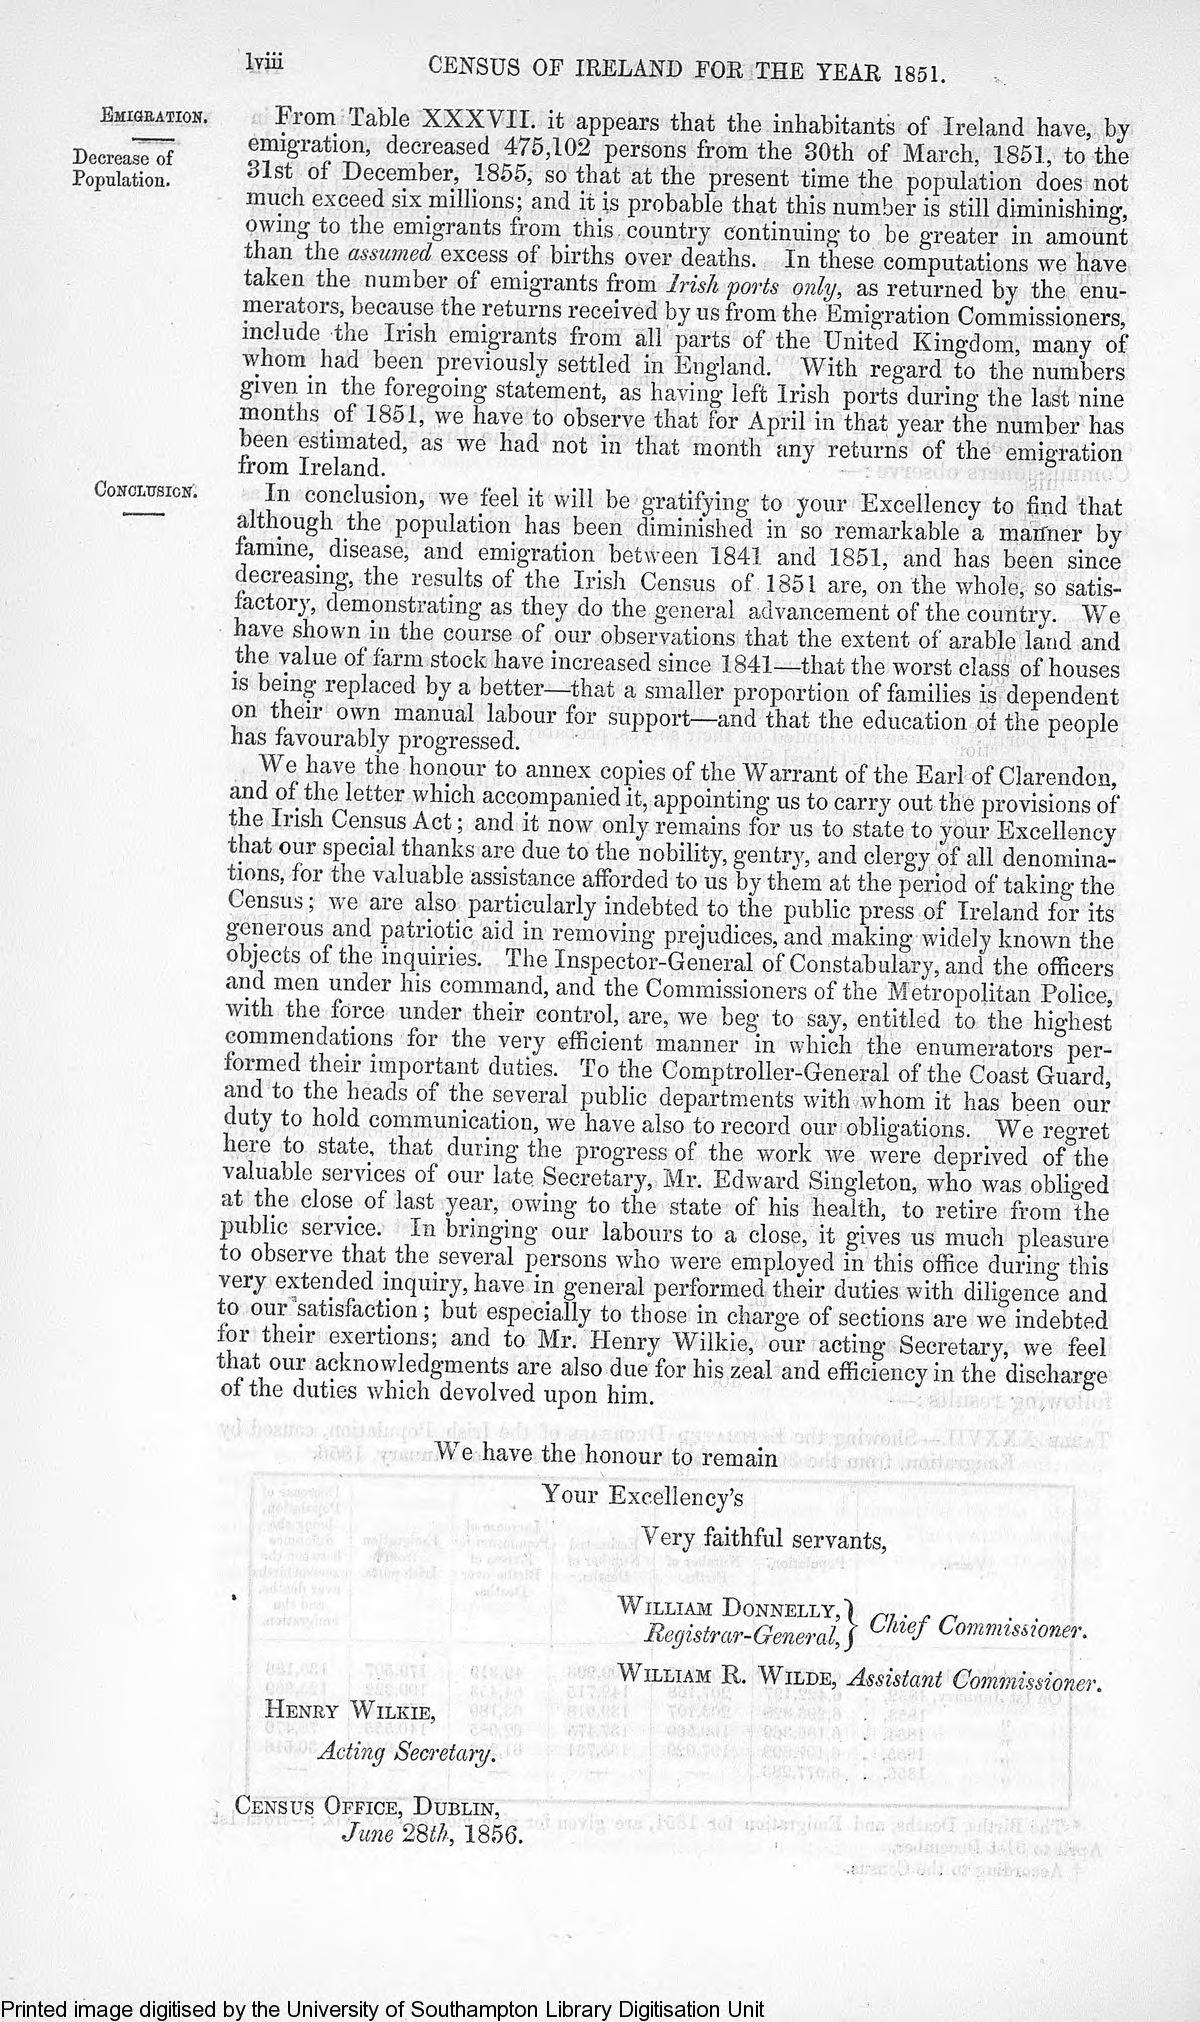 lviii
CENSUS OF IRELAND FOR THE YEAR 1851.
EMIGRATION.
Decrease of
Population.
From Table XXXVII. it appears that the inhabitants of Ireland have, by
emigration, decreased 475,102 persons from the 30th of March, 1851, to the
31st of December, 1855, so that at the present time the population does not
much exceed six millions; and it is probable that this number is still diminishing,
owing to the emigrants from this country continuing to be greater in amount
than the assumed excess of births over deaths. In these computations we have
taken the number of emigrants from Irish ports only, as returned by the enu-
merators, because the returns received by us from the Emigration Commissioners,
include the Irish emigrants from all parts of the United Kingdom, many of
whom had been previously settled in England. With regard to the numbers
given in the foregoing statement, as having left Irish ports during the last nine
months of 1851, we have to observe that for April in that year the number has
been estimated, as we had not in that month any returns of the emigration
from Ireland.
CONCLUSION.
In conclusion, we feel it will be gratifying to your Excellency to find that
although the population has been diminished in so remarkable a manner by
famine, disease, and emigration between 1841 and 1851, and has been since
decreasing, the results of the Irish Census of 1851 are, on the whole, so satis-
factory, demonstrating as they do the general advancement of the country. We
have shown in the course of our observations that the extent of arable land and
the value of farm stock have increased since 1841—that the worst class of houses
is being replaced by a better—that a smaller proportion of families is dependent
on their own manual labour for support—and that the education of the people
has favourably progressed.
We have the honour to annex copies of the Warrant of the Earl of Clarendon,
and of the letter which accompanied it, appointing us to carry out the provisions of
the Irish Census Act; and it now only remains for us to state to your Excellency
that our special thanks are due to the nobility, gentry, and clergy of all denomina-
tions, for the valuable assistance afforded to us by them at the period of taking the
Census; we are also particularly indebted to the public press of Ireland for its
generous and patriotic aid in removing prejudices, and making widely known the
objects of the inquiries. The Inspector-General of Constabulary, and the officers
and men under his command, and the Commissioners of the Metropolitan Police,
with the force under their control, are, we beg to say, entitled to the highest
commendations for the very efficient manner in which the enumerators per-
formed their important duties. To the Comptroller-General of the Coast Guard,
and to the heads of the several public departments with whom it has been our
duty to hold communication, we have also to record our obligations. We regret
here to state, that during the progress of the work we were deprived of the
valuable services of our late Secretary, Mr. Edward Singleton, who was obliged
at the close of last year, owing to the state of his health, to retire from the
public service. In bringing our labours to a close, it gives us much pleasure
to observe that the several persons who were employed in this office during this
very extended inquiry, have in general performed their duties with diligence and
to our satisfaction; but especially to those in charge of sections are we indebted
for their exertions; and to Mr. Henry Wilkie, our acting Secretary, we feel
that our acknowledgments are also due for his zeal and efficiency in the discharge
of the duties which devolved upon him.
We have the honour to remain
Your Excellency's
Very faithful servants,
WILLIAM DONNELLY,
Registrar-General, } Chief Commissioner.
WILLIAM R. WILDE, Assistant Commissioner.
HENRY WILKIE,
Acting Secretary.
CENSUS OFFICE, DUBLIN,
June 28th, 1856.
Printed image digitised by the University of Southampton Library Digitisation Unit